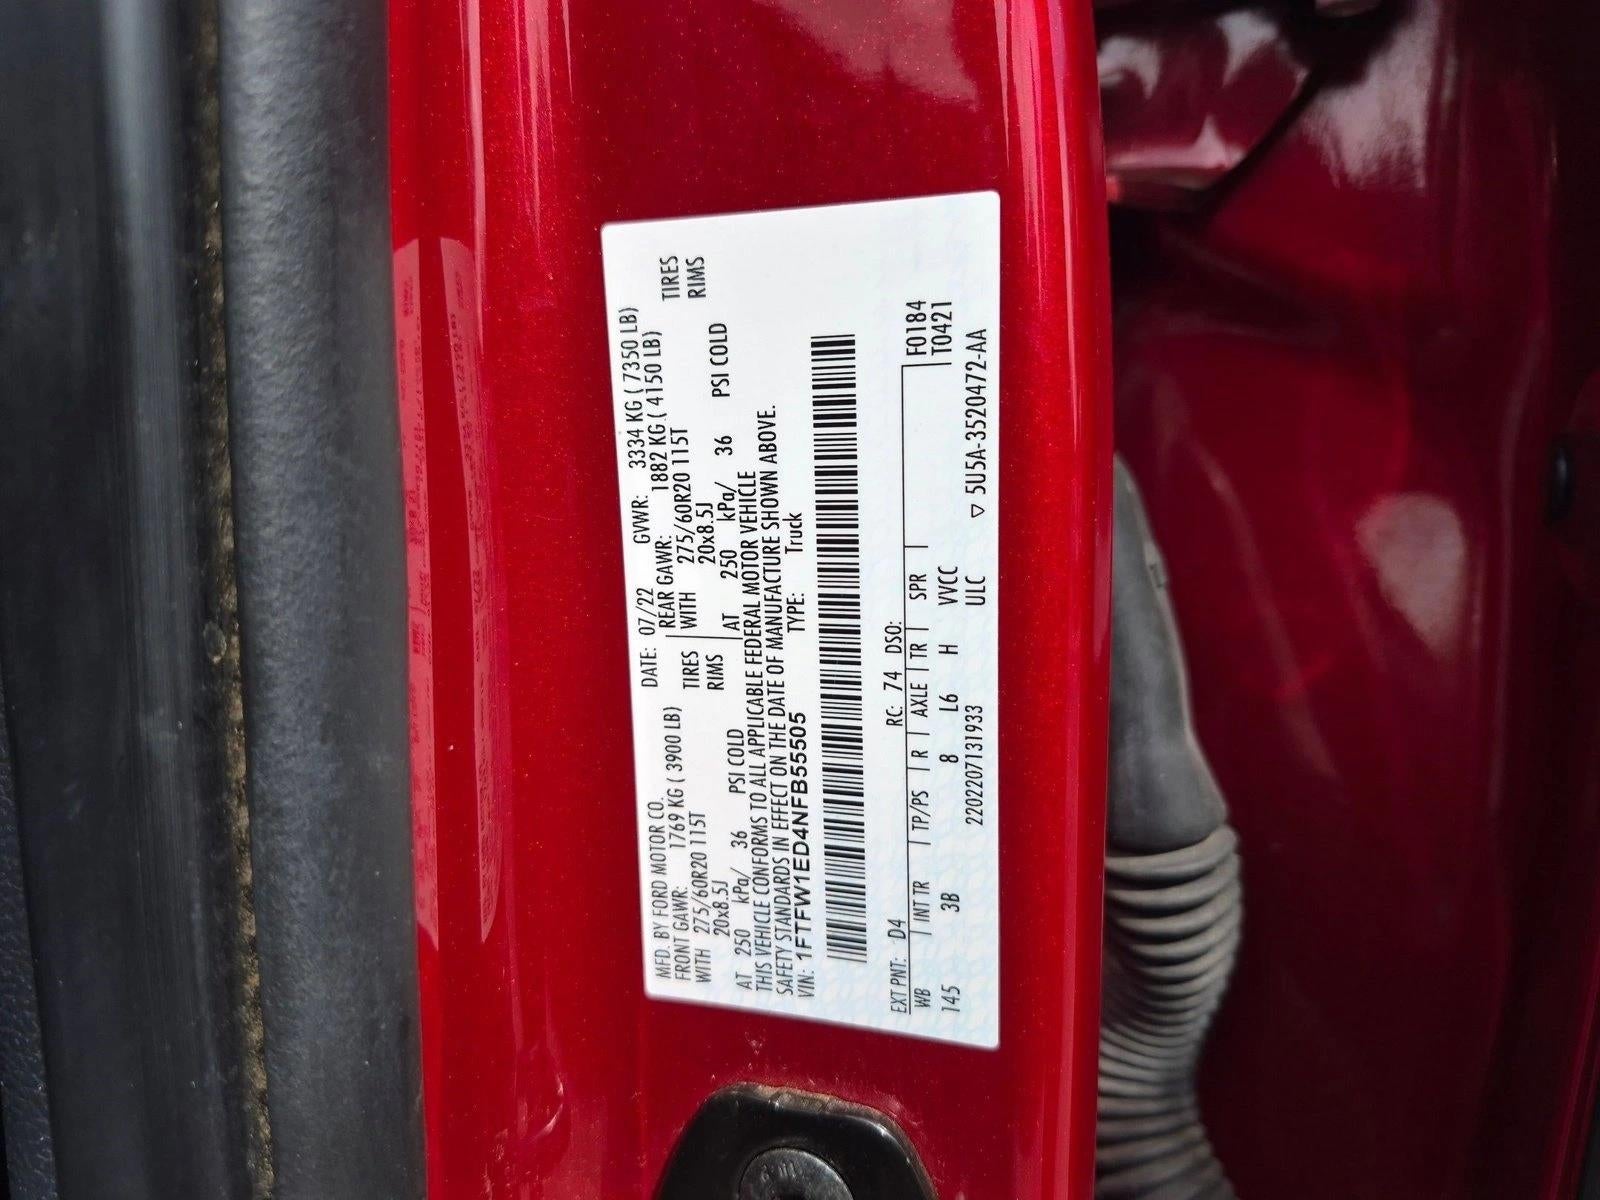 MFD. BY FORD MOTOR CO. DATE: 07/22 GVWR: 3334 KG ( 7350 LB)
FRONT GAWR: 1769 KG ( 3900 LB) REAR GAWR: 1882 KG ( 4150 LB)
WITH 275/60R20 115T TIRES WITH 275/60R20 115T TIRES
20x8.5J RIMS 20x8.5J RIMS
AT 250 kPa/ 36 PSI COLD AT 250 kPa/ 36 PSI COLD
THIS VEHICLE CONFORMS TO ALL APPLICABLE FEDERAL MOTOR VEHICLE
SAFETY STANDARDS IN EFFECT ON THE DATE OF MANUFACTURE SHOWN ABOVE.
VIN: 1FTFW1ED4NFB55505 TYPE: Truck
EXT PNT: D4 RC: 74 DSO:
WB | INT TR | TP/PS | R | AXLE | TR | SPR | F0184
145 3B 8 L6 H VVCC T0421
2202207131933 ULC ▽ 5U5A-3520472-AA